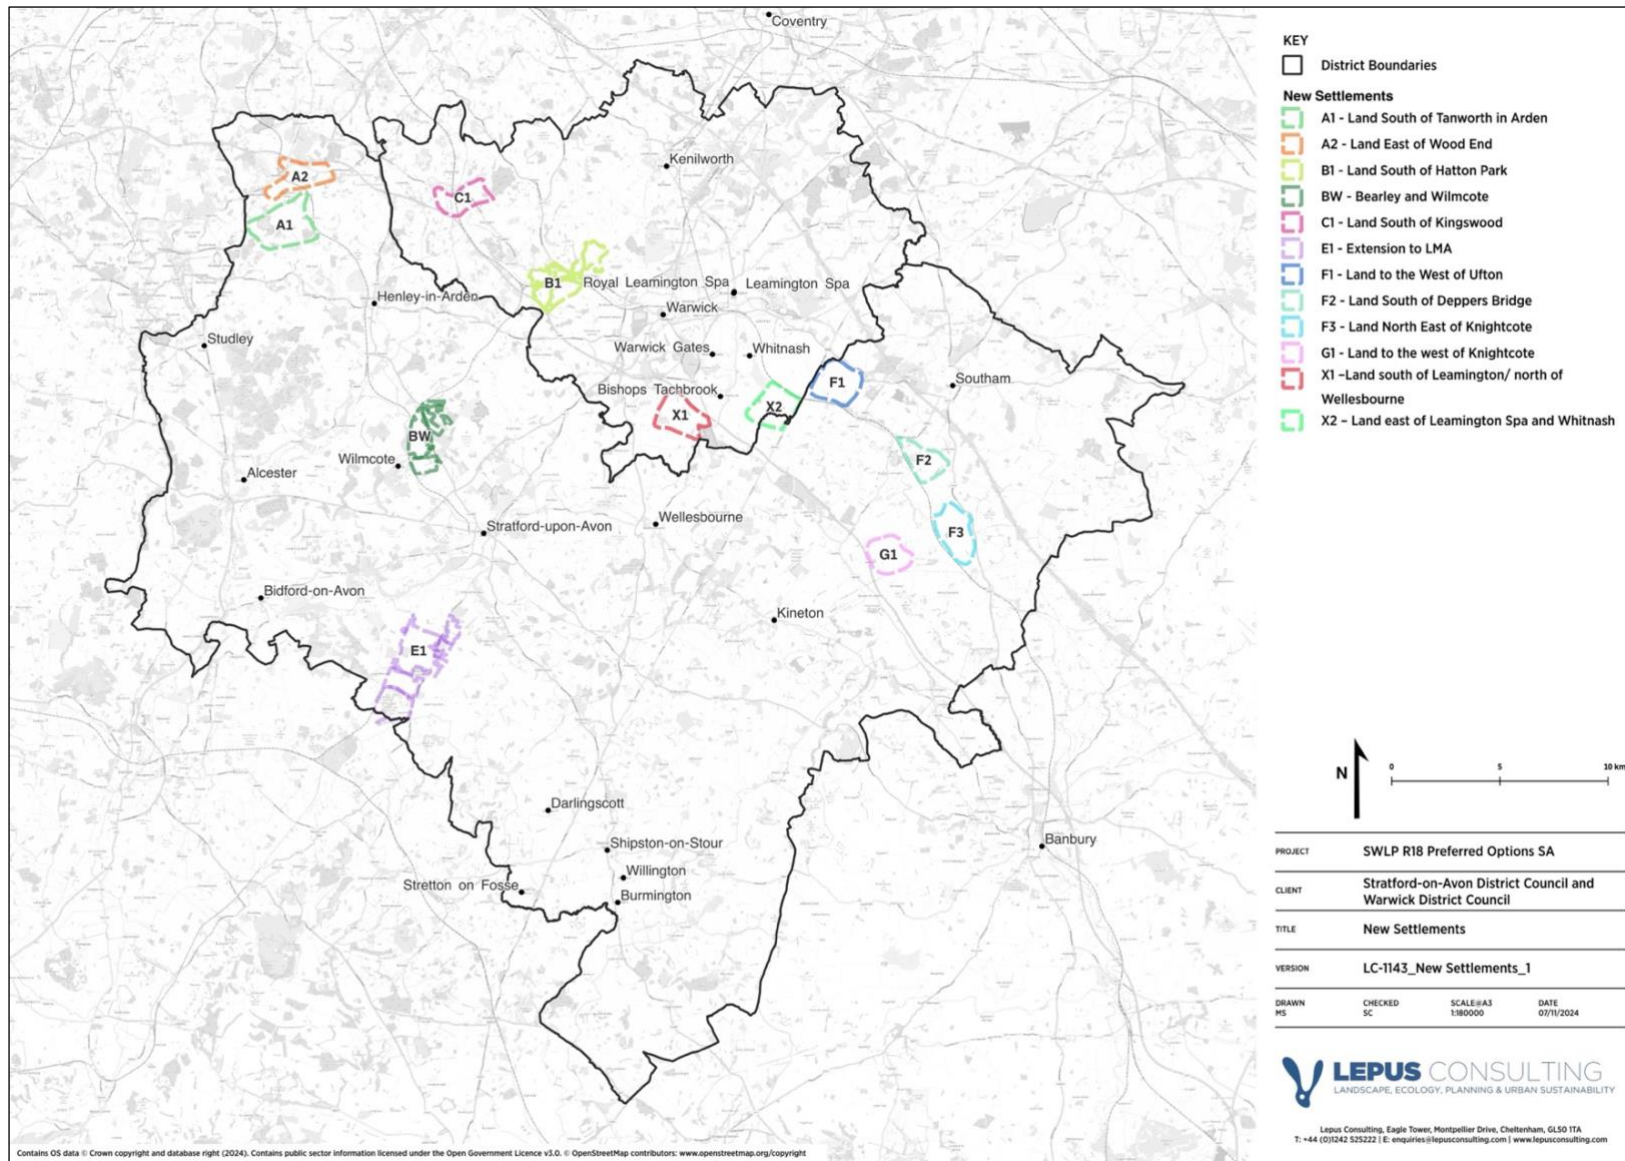 Coventry
Kenilworth
A2
C1
A1
B1
Royal Leamington Spa
Leamington Spa
Henley-in-Arden
Warwick
Studley
Warwick Gates
Whitnash
F1
Southam
Bishops Tachbrook
X1
X2
BW
Wilmcote
F2
Alcester
Stratford-upon-Avon
Wellesbourne
F3
G1
Bidford-on-Avon
Kineton
E1
Darlingscott
Shipston-on-Stour
Banbury
Willington
Stretton on Fosse
Burmington
KEY
District Boundaries
New Settlements
A1 - Land South of Tanworth in Arden
A2 - Land East of Wood End
B1 - Land South of Hatton Park
BW - Bearley and Wilmcote
C1 - Land South of Kingswood
E1 - Extension to LMA
F1 - Land to the West of Ufton
F2 - Land South of Deppers Bridge
F3 - Land North East of Knightcote
G1 - Land to the west of Knightcote
X1 –Land south of Leamington/ north of
Wellesbourne
X2 – Land east of Leamington Spa and Whitnash
N
0 5 10 km
PROJECT SWLP R18 Preferred Options SA
CLIENT Stratford-on-Avon District Council and
Warwick District Council
TITLE New Settlements
VERSION LC-1143_New Settlements_1
DRAWN CHECKED SCALE@A3 DATE
MS SC 1:180000 07/11/2024
LEPUS CONSULTING
LANDSCAPE, ECOLOGY, PLANNING & URBAN SUSTAINABILITY
Lepus Consulting, Eagle Tower, Montpellier Drive, Cheltenham, GL50 1TA
T: +44 (0)1242 525222 | E: enquiries@lepusconsulting.com | www.lepusconsulting.com
Contains OS data © Crown copyright and database right (2024). Contains public sector information licensed under the Open Government Licence v3.0. © OpenStreetMap contributors: www.openstreetmap.org/copyright